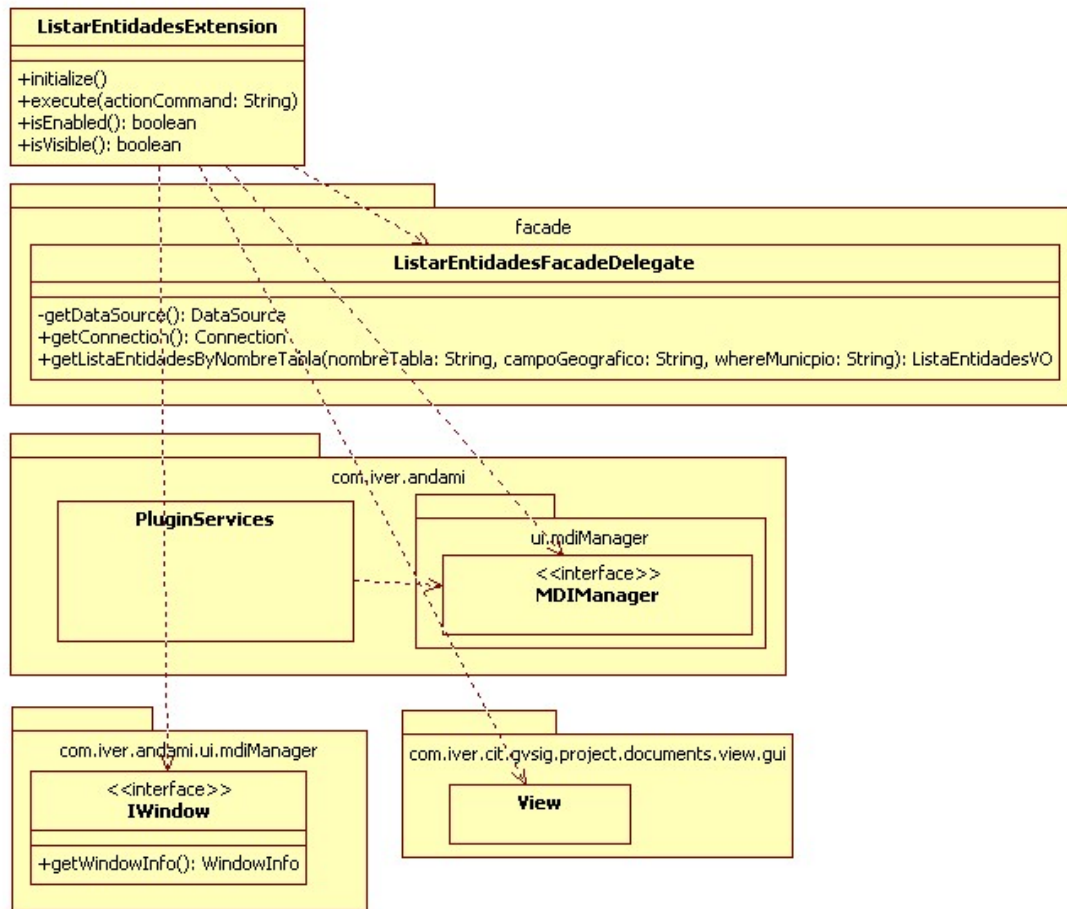 ListarEntidadesExtension
+initialize()
+execute(actionCommand: String)
+isEnabled(): boolean
+isVisible(): boolean
facade
ListarEntidadesFacadeDelegate
-getDataSource(): DataSource
+getConnection(): Connection
+getListaEntidadesByNombreTabla(nombreTabla: String, campoGeografico: String, whereMunicpio: String): ListaEntidadesVO
com.iver.andami
PluginServices
ui.mdiManager
<<interface>>
MDIManager
com.iver.andami.ui.mdiManager
<<interface>>
IWindow
+getWindowInfo(): WindowInfo
com.iver.cit.gvsig.project.documents.view.gui
View